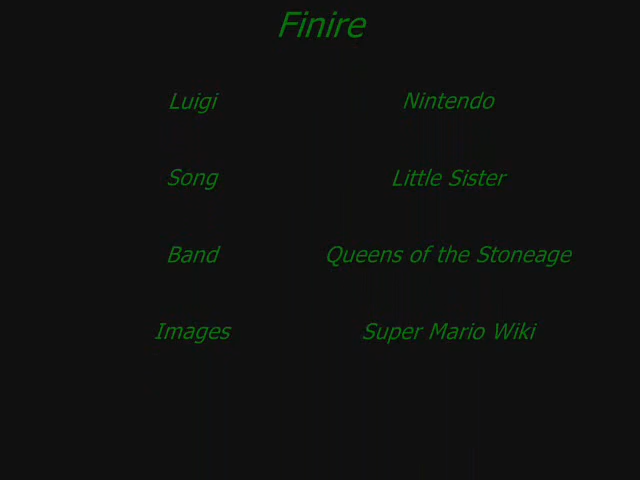 Finire
Luigi Nintendo
Song Little Sister
Band Queens of the Stoneage
Images Super Mario Wiki